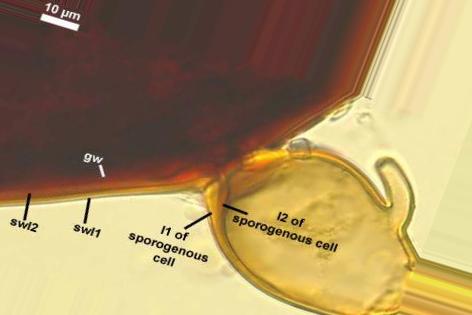 10 µm
gw
swl2
swl1
l1 of
sporogenous
cell
l2 of
sporogenous cell